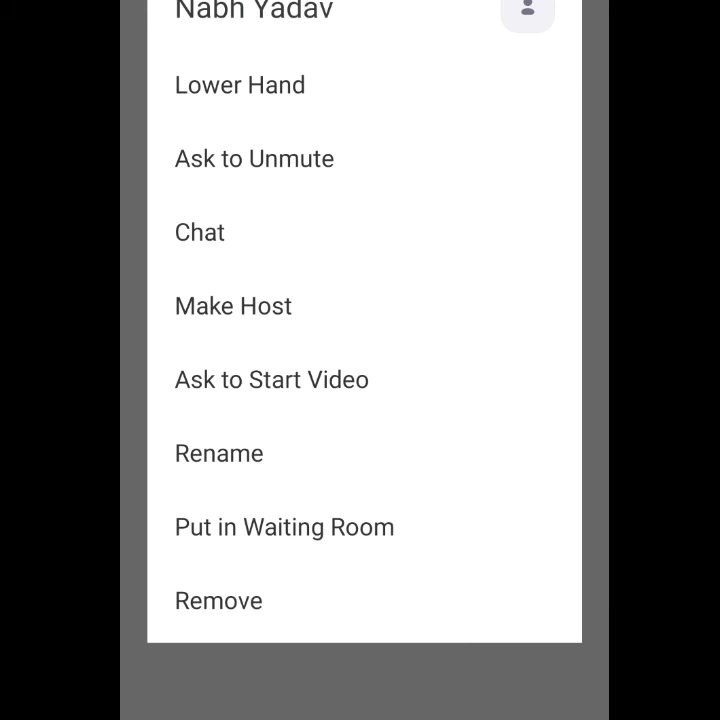 Nabh Yadav
Lower Hand
Ask to Unmute
Chat
Make Host
Ask to Start Video
Rename
Put in Waiting Room
Remove